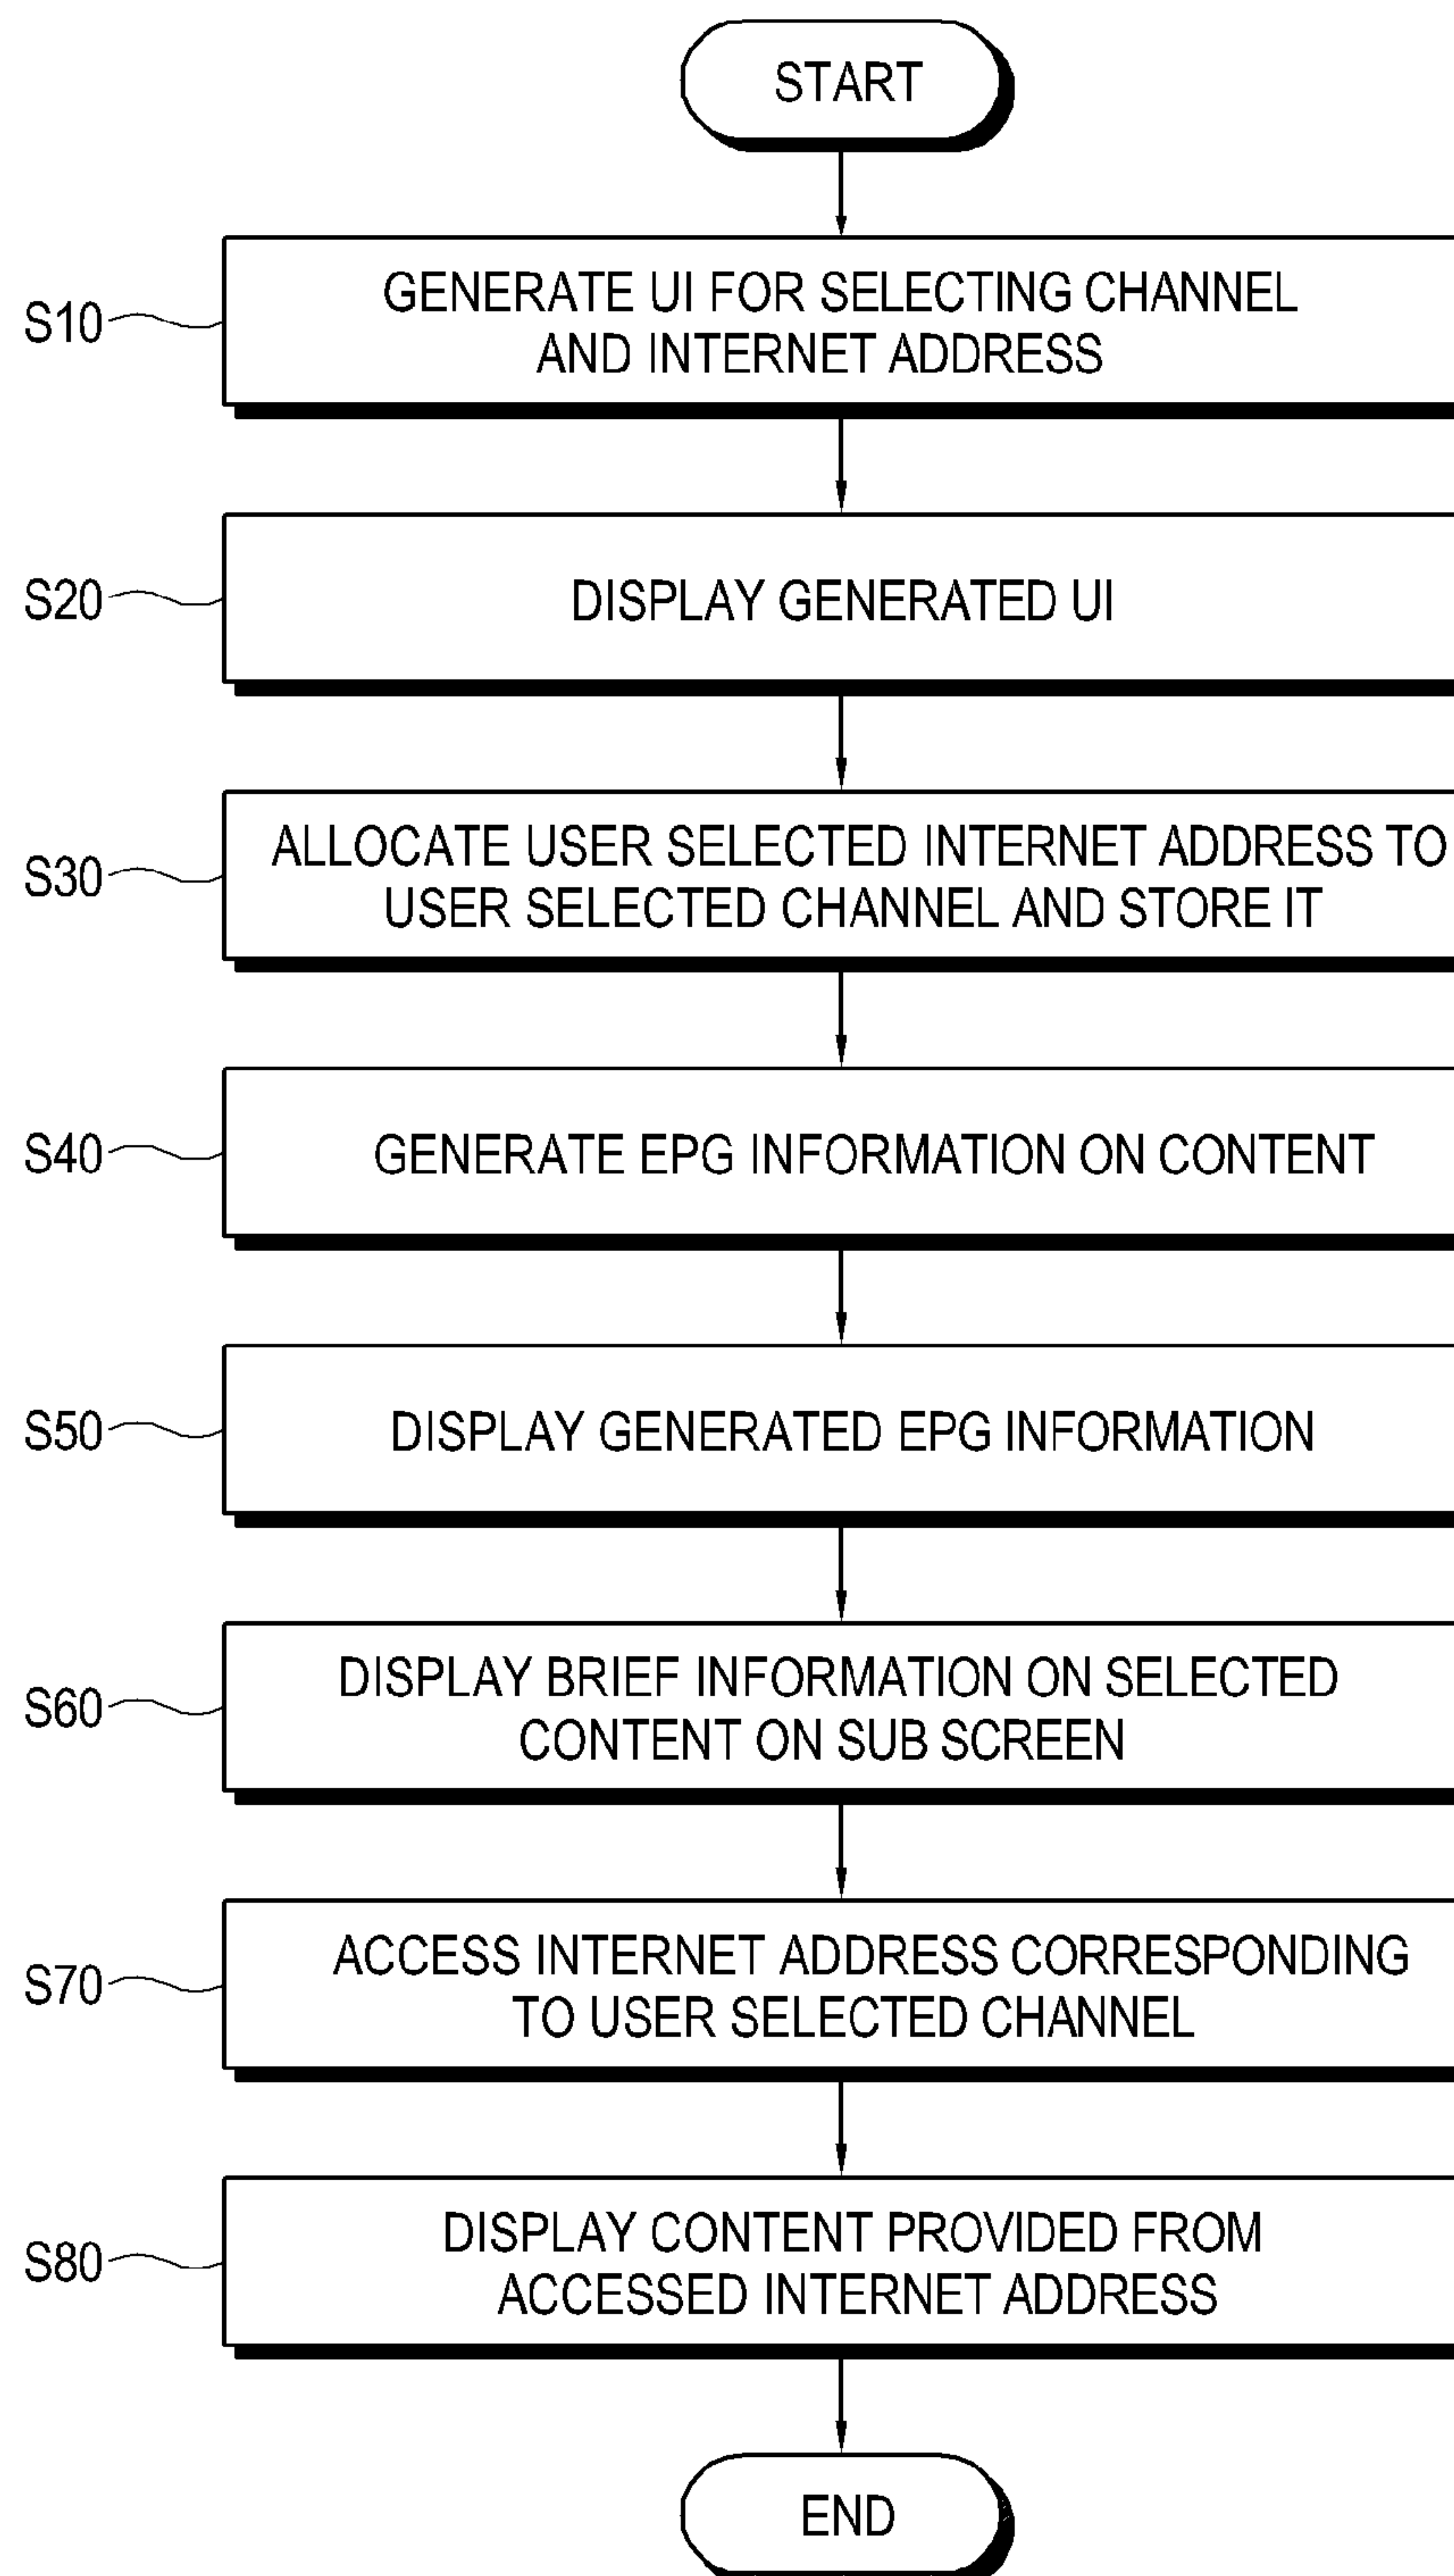 START
S10
GENERATE UI FOR SELECTING CHANNEL
AND INTERNET ADDRESS
S20
DISPLAY GENERATED UI
S30
ALLOCATE USER SELECTED INTERNET ADDRESS TO
USER SELECTED CHANNEL AND STORE IT
S40
GENERATE EPG INFORMATION ON CONTENT
S50
DISPLAY GENERATED EPG INFORMATION
S60
DISPLAY BRIEF INFORMATION ON SELECTED
CONTENT ON SUB SCREEN
S70
ACCESS INTERNET ADDRESS CORRESPONDING
TO USER SELECTED CHANNEL
S80
DISPLAY CONTENT PROVIDED FROM
ACCESSED INTERNET ADDRESS
END